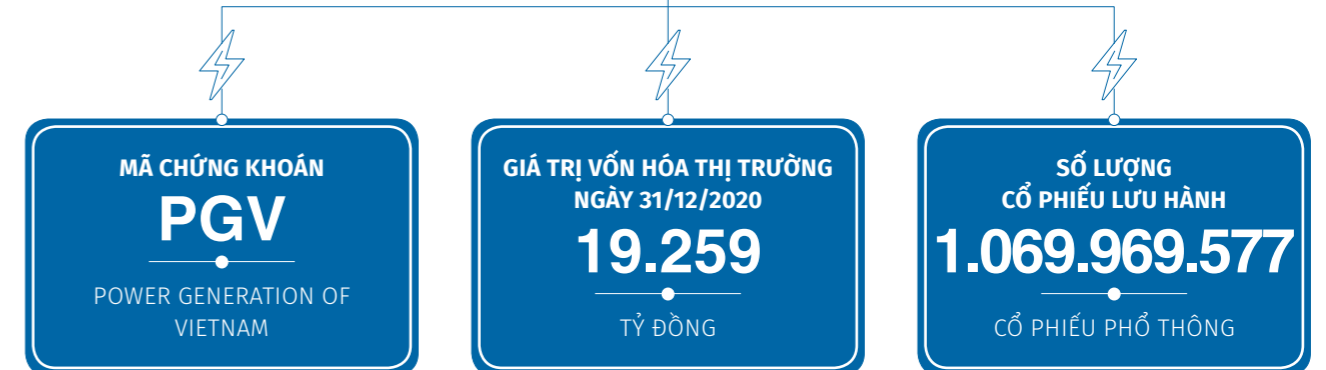 MÃ CHỨNG KHOÁN
PGV
POWER GENERATION OF
VIETNAM
GIÁ TRỊ VỐN HÓA THỊ TRƯỜNG
NGÀY 31/12/2020
19.259
TỶ ĐỒNG
SỐ LƯỢNG
CỔ PHIẾU LƯU HÀNH
1.069.969.577
CỔ PHIẾU PHỔ THÔNG